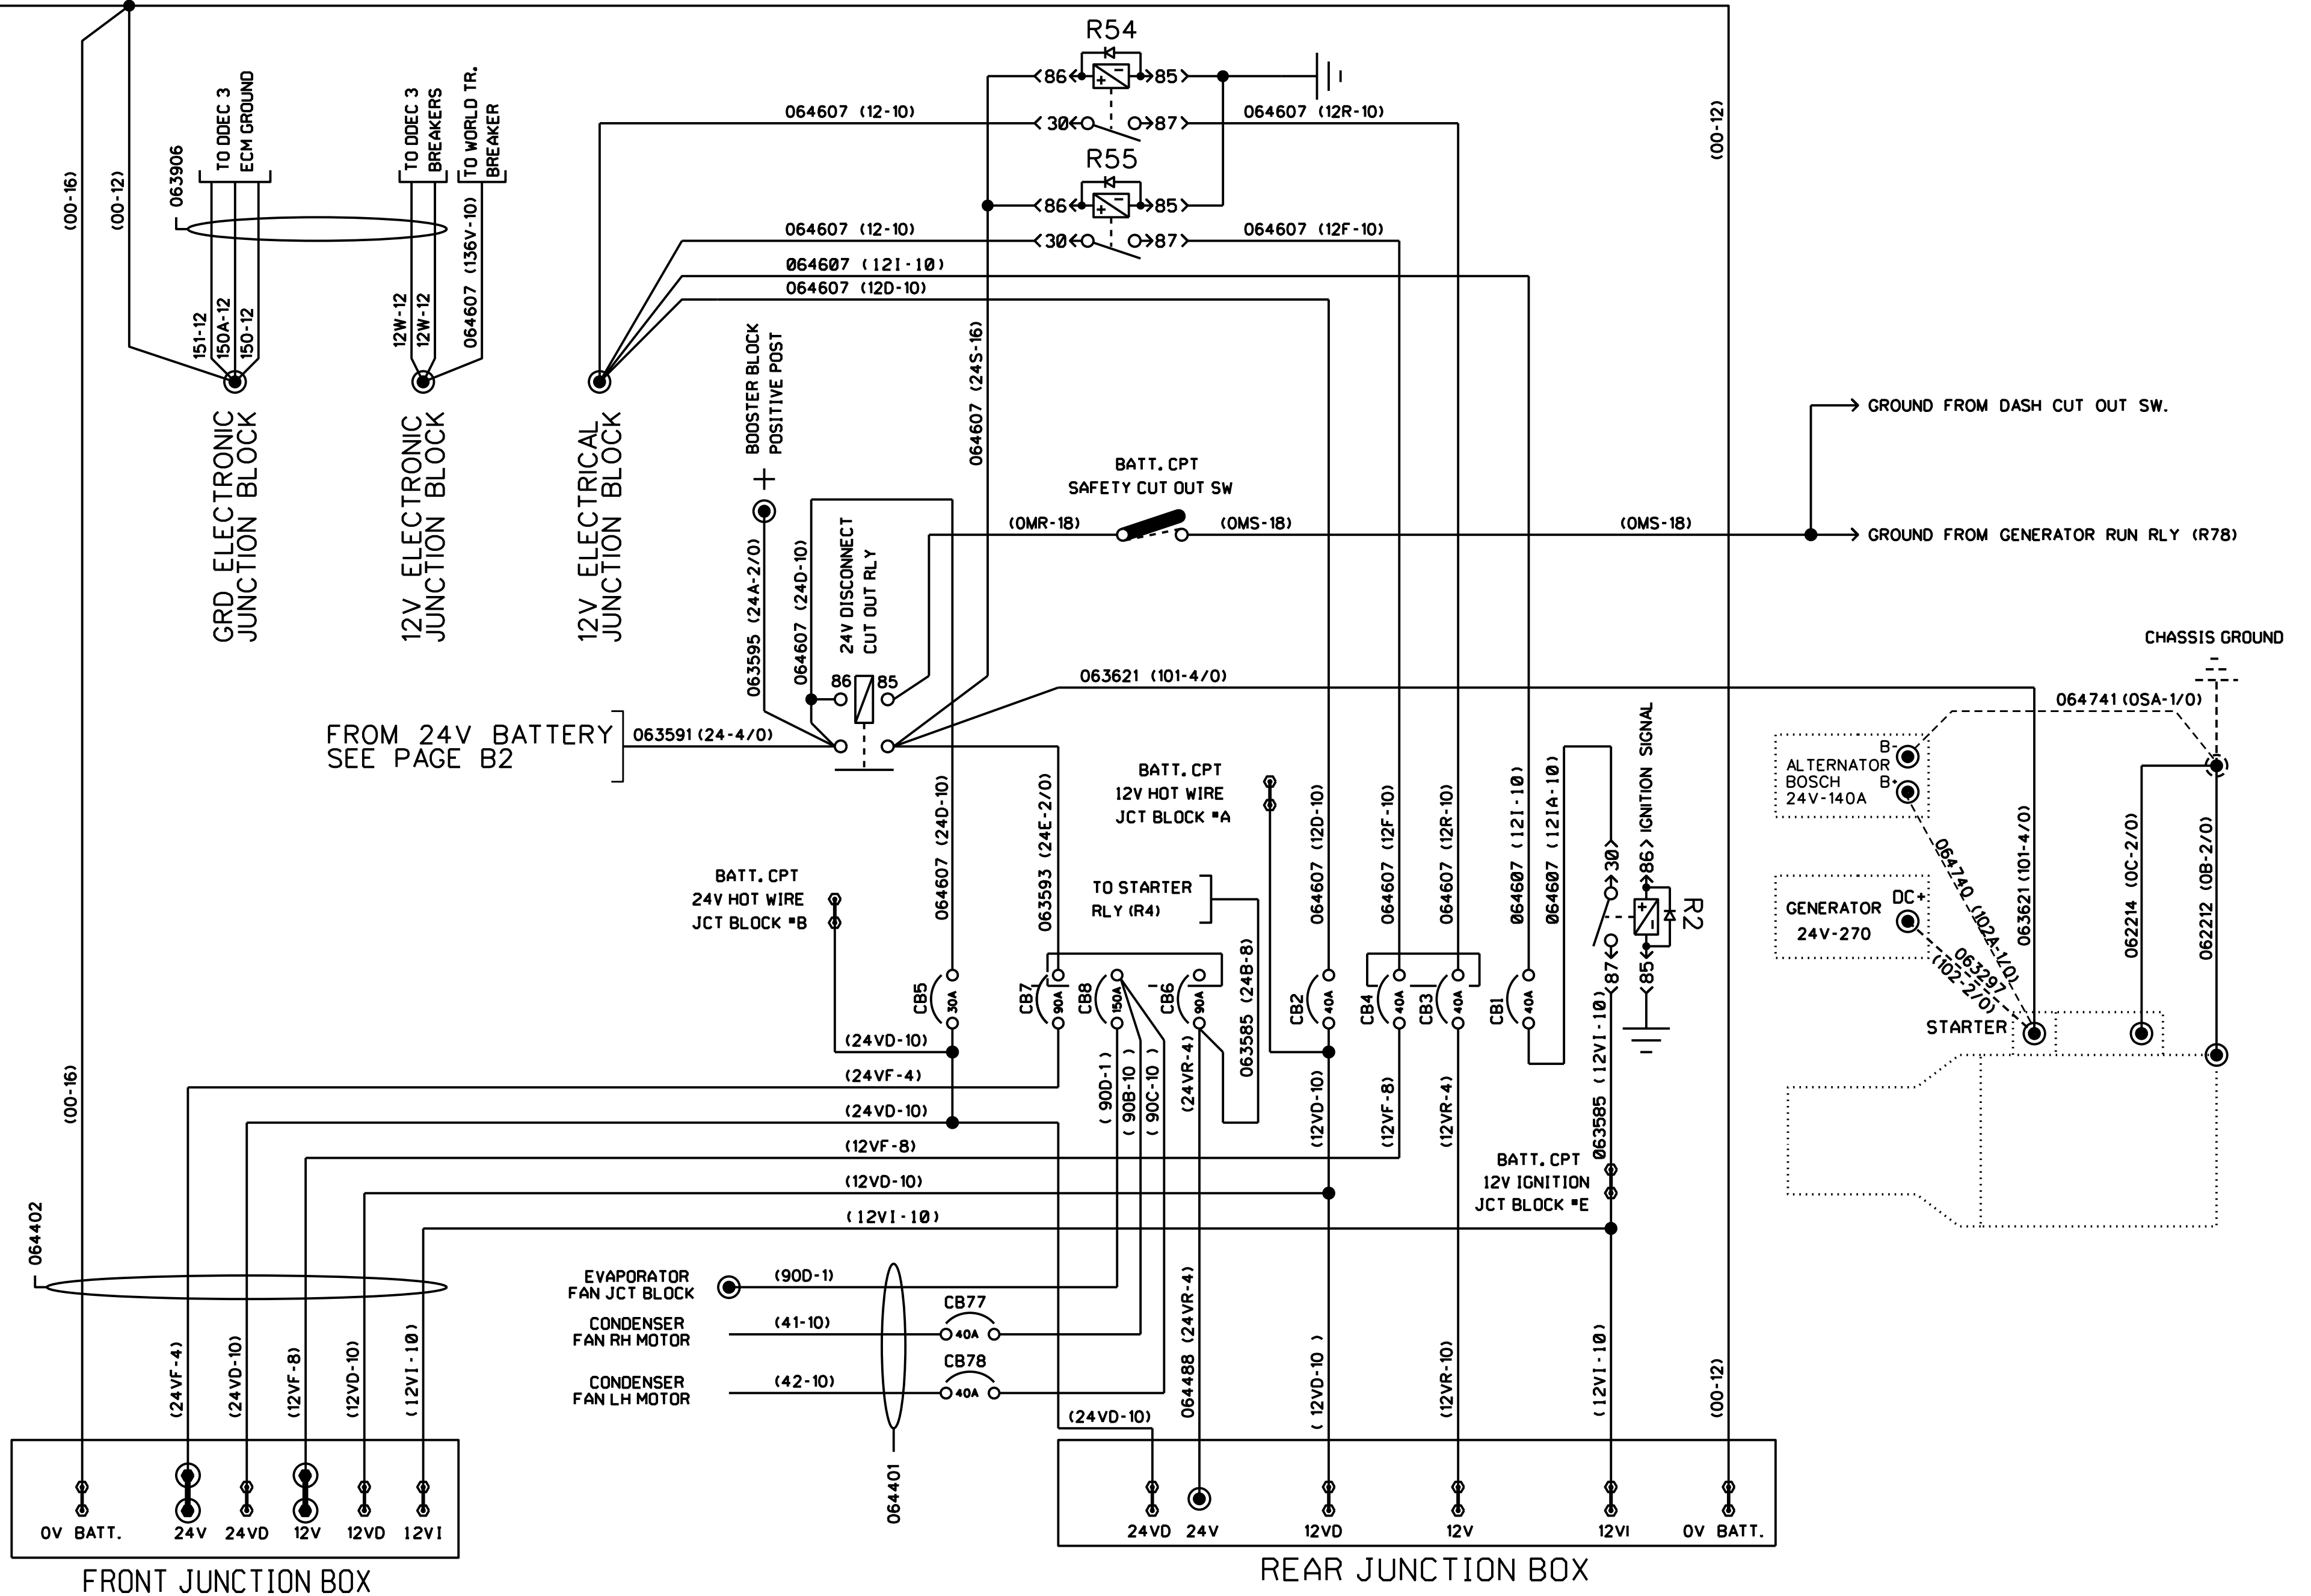 R54
86
85
064607 (12-10)
30
87
064607 (12R-10)
R55
86
85
064607 (12-10)
30
87
064607 (12F-10)
064607 (12I-10)
064607 (12D-10)
(00-16)
(00-12)
063906
TO DDEC 3
ECM GROUND
TO DDEC 3
BREAKERS
TO WORLD TR.
BREAKER
151-12
150A-12
150-12
12W-12
12W-12
064607 (136V-10)
(00-12)
GRD ELECTRONIC
JUNCTION BLOCK
12V ELECTRONIC
JUNCTION BLOCK
12V ELECTRICAL
JUNCTION BLOCK
BOOSTER BLOCK
POSITIVE POST
+
064607 (24S-16)
GROUND FROM DASH CUT OUT SW.
BATT. CPT
SAFETY CUT OUT SW
(0MR-18)
(0MS-18)
(0MS-18)
GROUND FROM GENERATOR RUN RLY (R78)
063595 (24A-2/0)
064607 (24D-10)
24V DISCONNECT
CUT OUT RLY
86
85
063621 (101-4/0)
FROM 24V BATTERY
SEE PAGE B2
063591 (24-4/0)
CHASSIS GROUND
064741 (0SA-1/0)
ALTERNATOR
BOSCH
24V-140A
B-
B+
GENERATOR
24V-270
DC+
064740 (102A-1/0)
063297
(102-2/0)
063621 (101-4/0)
062214 (0C-2/0)
062212 (0B-2/0)
STARTER
BATT. CPT
12V HOT WIRE
JCT BLOCK #A
BATT. CPT
24V HOT WIRE
JCT BLOCK #B
TO STARTER
RLY (R4)
064607 (24D-10)
063593 (24E-2/0)
063585 (24B-8)
064607 (12D-10)
064607 (12F-10)
064607 (12R-10)
064607 (12I-10)
064607 (12IA-10)
30
86
IGNITION SIGNAL
R2
87
85
CB5
30A
CB7
90A
CB8
150A
CB6
90A
CB2
40A
CB4
40A
CB3
40A
CB1
40A
(24VD-10)
(24VF-4)
(24VD-10)
(12VF-8)
(12VD-10)
(12VI-10)
(90D-1)
(90B-10)
(90C-10)
(24VR-4)
(12VD-10)
(12VF-8)
(12VR-4)
063585 (12VI-10)
BATT. CPT
12V IGNITION
JCT BLOCK #E
(00-16)
064402
EVAPORATOR
FAN JCT BLOCK
(90D-1)
CONDENSER
FAN RH MOTOR
(41-10)
CB77
40A
CONDENSER
FAN LH MOTOR
(42-10)
CB78
40A
064401
(24VF-4)
(24VD-10)
(12VF-8)
(12VD-10)
(12VI-10)
(24VD-10)
064488 (24VR-4)
(12VD-10)
(12VR-10)
(12VI-10)
(00-12)
0V BATT.
24V
24VD
12V
12VD
12VI
FRONT JUNCTION BOX
24VD
24V
12VD
12V
12VI
0V BATT.
REAR JUNCTION BOX